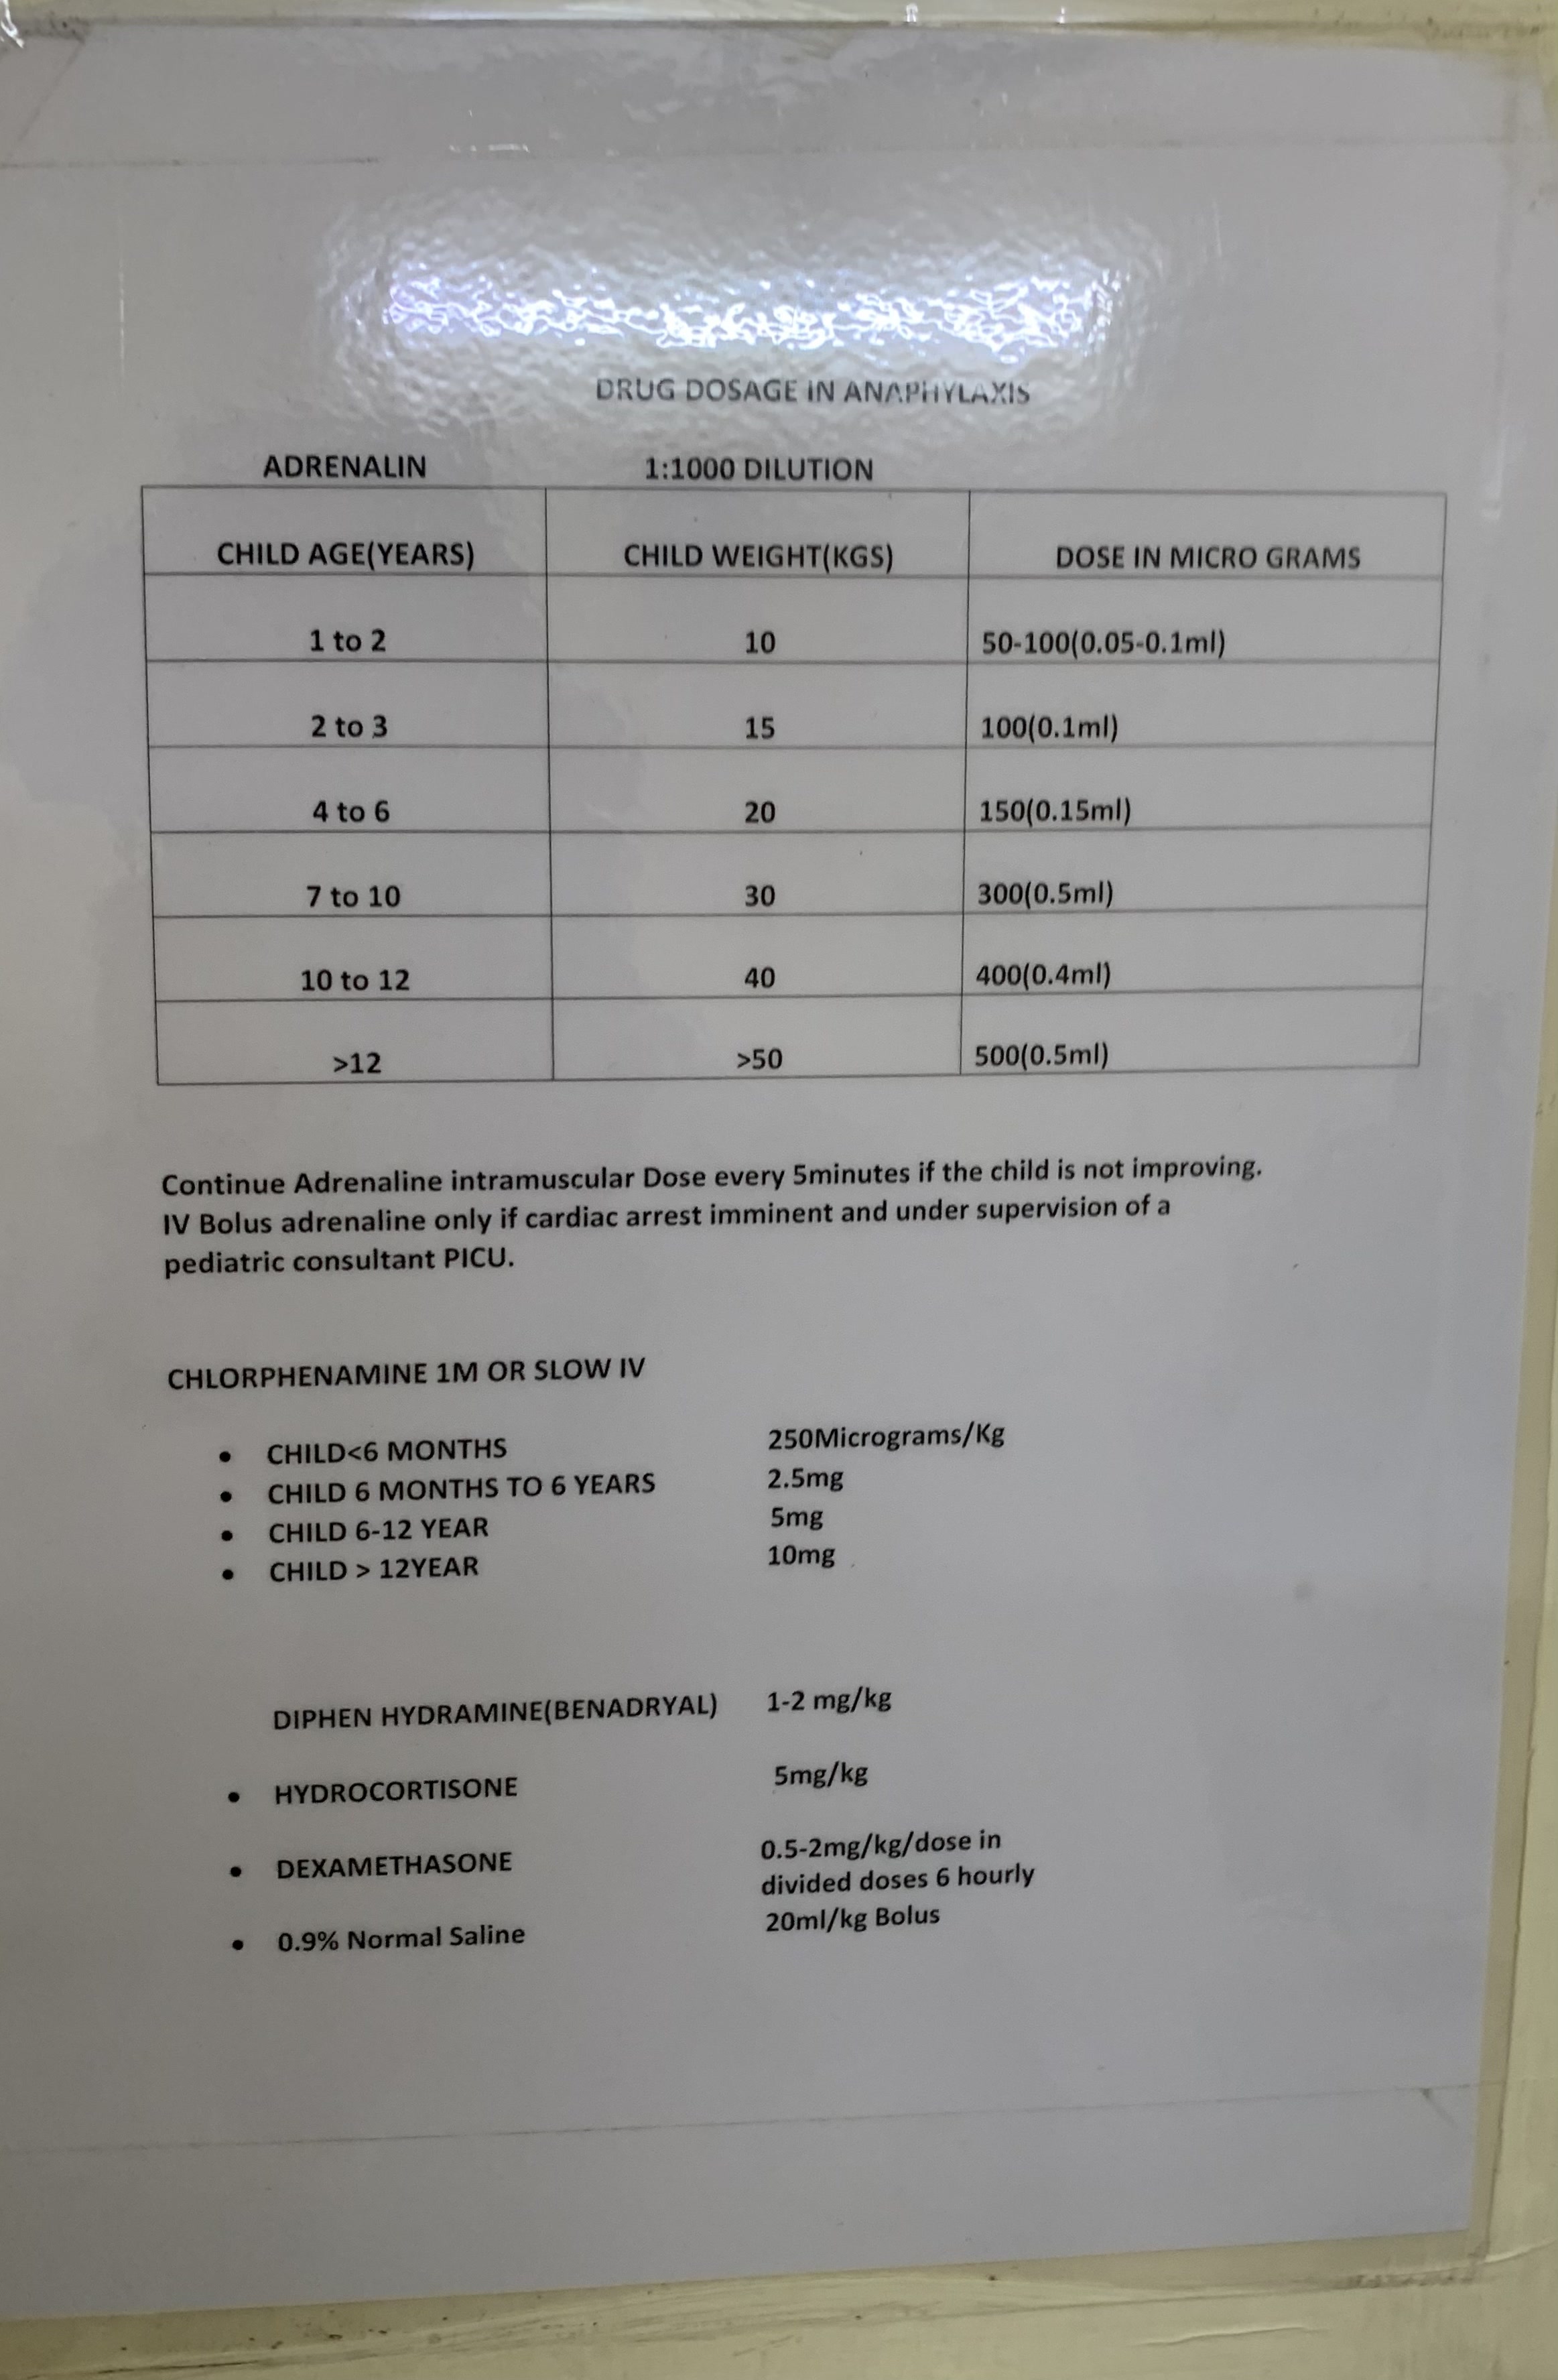 DRUG DOSAGE IN ANAPHYLAXIS
ADRENALIN 1:1000 DILUTION
CHILD AGE(YEARS) CHILD WEIGHT(KGS) DOSE IN MICRO GRAMS
1 to 2 10 50-100(0.05-0.1ml)
2 to 3 15 100(0.1ml)
4 to 6 20 150(0.15ml)
7 to 10 30 300(0.5ml)
10 to 12 40 400(0.4ml)
>12 >50 500(0.5ml)
Continue Adrenaline intramuscular Dose every 5minutes if the child is not improving.
IV Bolus adrenaline only if cardiac arrest imminent and under supervision of a
pediatric consultant PICU.
CHLORPHENAMINE 1M OR SLOW IV
• CHILD<6 MONTHS 250Micrograms/Kg
• CHILD 6 MONTHS TO 6 YEARS 2.5mg
• CHILD 6-12 YEAR 5mg
• CHILD > 12YEAR 10mg
DIPHEN HYDRAMINE(BENADRYAL) 1-2 mg/kg
• HYDROCORTISONE 5mg/kg
• DEXAMETHASONE 0.5-2mg/kg/dose in
divided doses 6 hourly
• 0.9% Normal Saline 20ml/kg Bolus